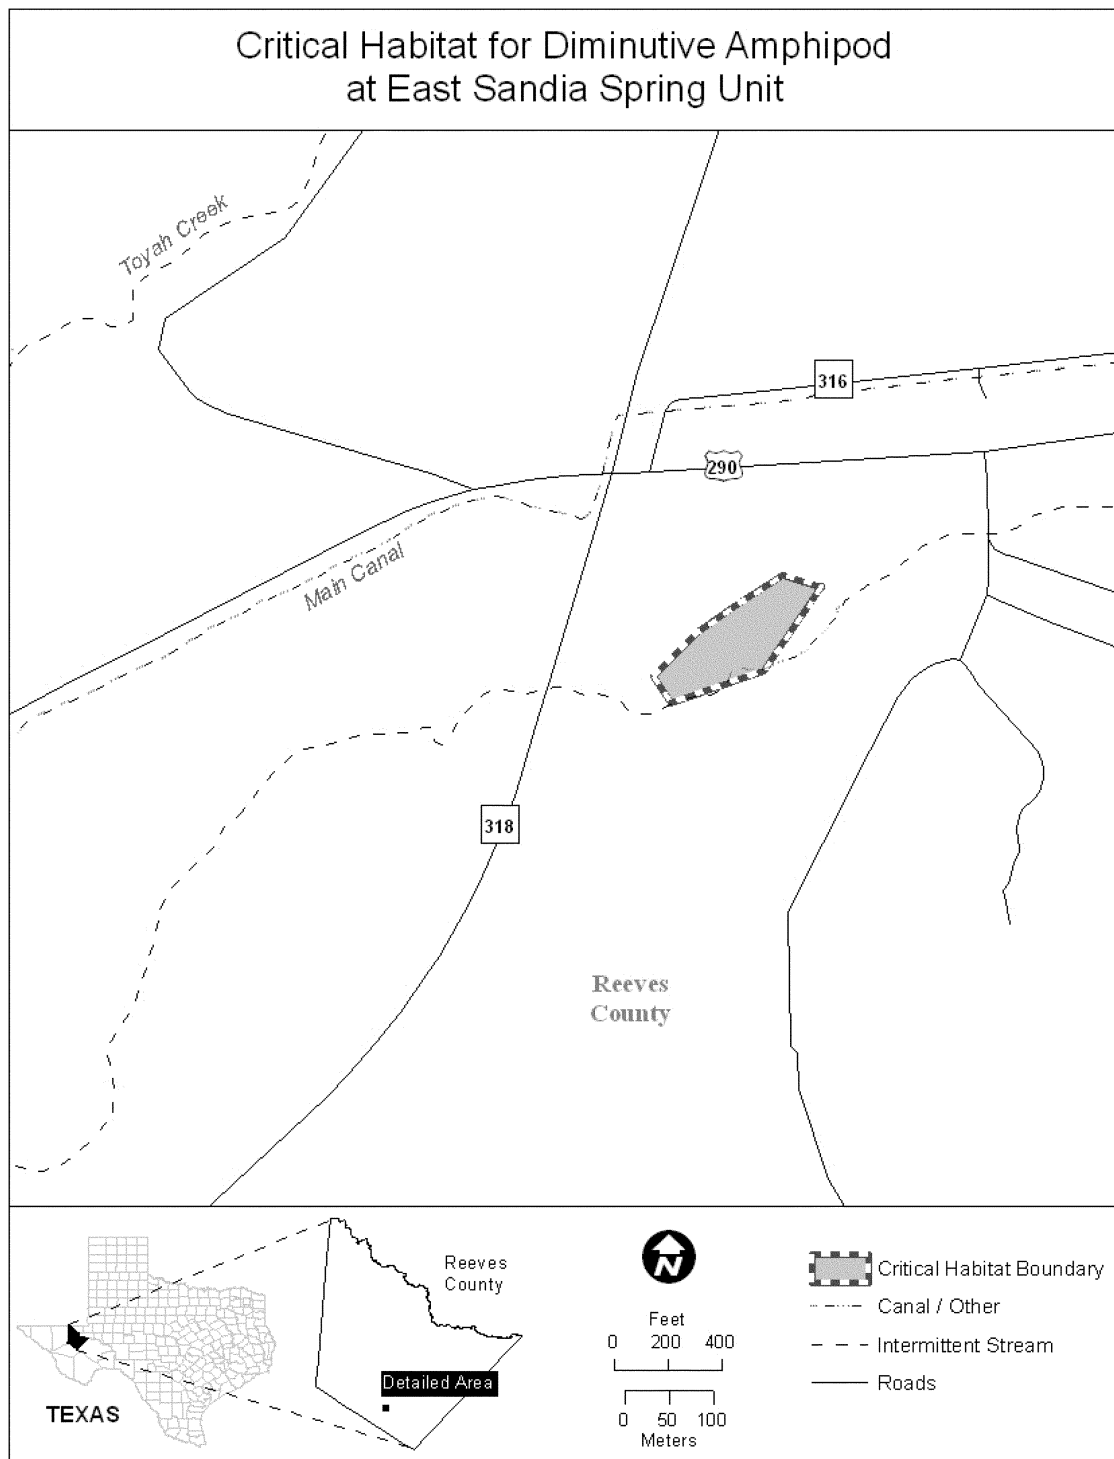 Critical Habitat for Diminutive Amphipod
at East Sandia Spring Unit
Toyah Creek
316
290
Main Canal
318
Reeves
County
Reeves
County
Detailed Area
TEXAS
N
Feet
0 200 400
0 50 100
Meters
Critical Habitat Boundary
Canal / Other
Intermittent Stream
Roads